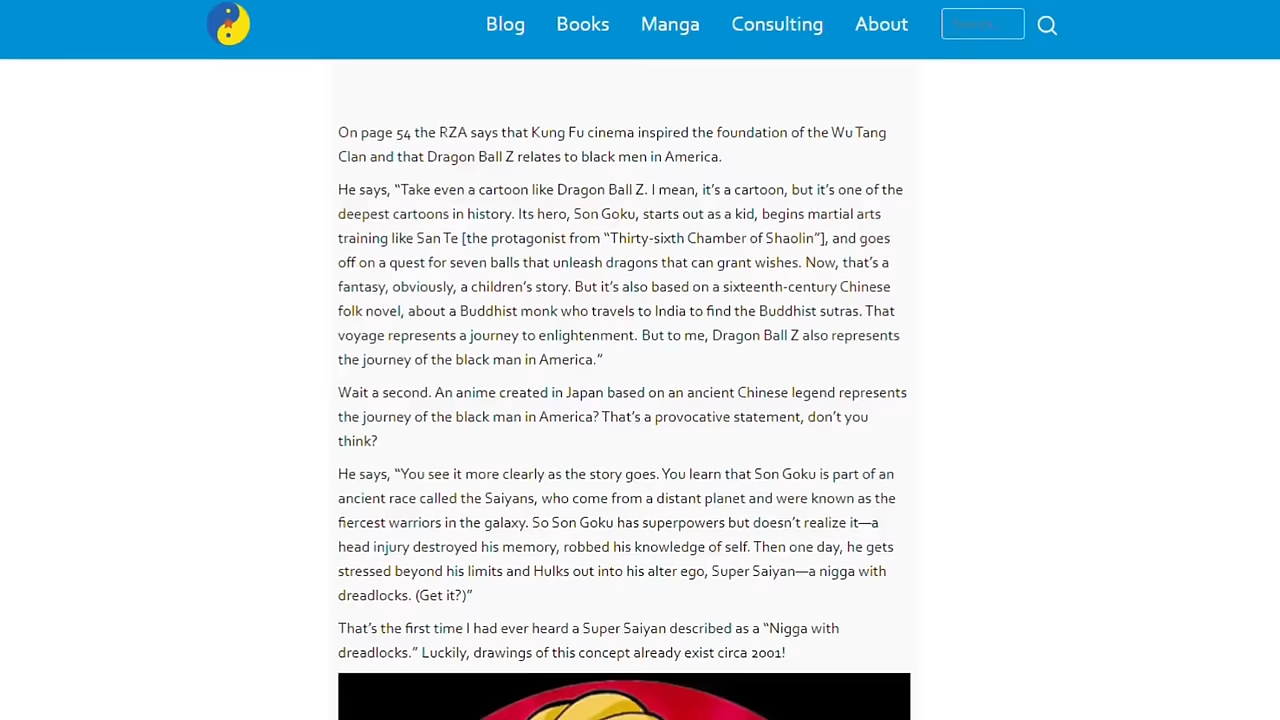 Blog Books Manga Consulting About
On page 54 the RZA says that Kung Fu cinema inspired the foundation of the Wu Tang
Clan and that Dragon Ball Z relates to black men in America.
He says, “Take even a cartoon like Dragon Ball Z. I mean, it’s a cartoon, but it’s one of the
deepest cartoons in history. Its hero, Son Goku, starts out as a kid, begins martial arts
training like San Te [the protagonist from “Thirty-sixth Chamber of Shaolin”], and goes
off on a quest for seven balls that unleash dragons that can grant wishes. Now, that’s a
fantasy, obviously, a children’s story. But it’s also based on a sixteenth-century Chinese
folk novel, about a Buddhist monk who travels to India to find the Buddhist sutras. That
voyage represents a journey to enlightenment. But to me, Dragon Ball Z also represents
the journey of the black man in America.”
Wait a second. An anime created in Japan based on an ancient Chinese legend represents
the journey of the black man in America? That’s a provocative statement, don’t you
think?
He says, “You see it more clearly as the story goes. You learn that Son Goku is part of an
ancient race called the Saiyans, who come from a distant planet and were known as the
fiercest warriors in the galaxy. So Son Goku has superpowers but doesn’t realize it—a
head injury destroyed his memory, robbed his knowledge of self. Then one day, he gets
stressed beyond his limits and Hulks out into his alter ego, Super Saiyan—a nigga with
dreadlocks. (Get it?)”
That’s the first time I had ever heard a Super Saiyan described as a “Nigga with
dreadlocks.” Luckily, drawings of this concept already exist circa 2001!